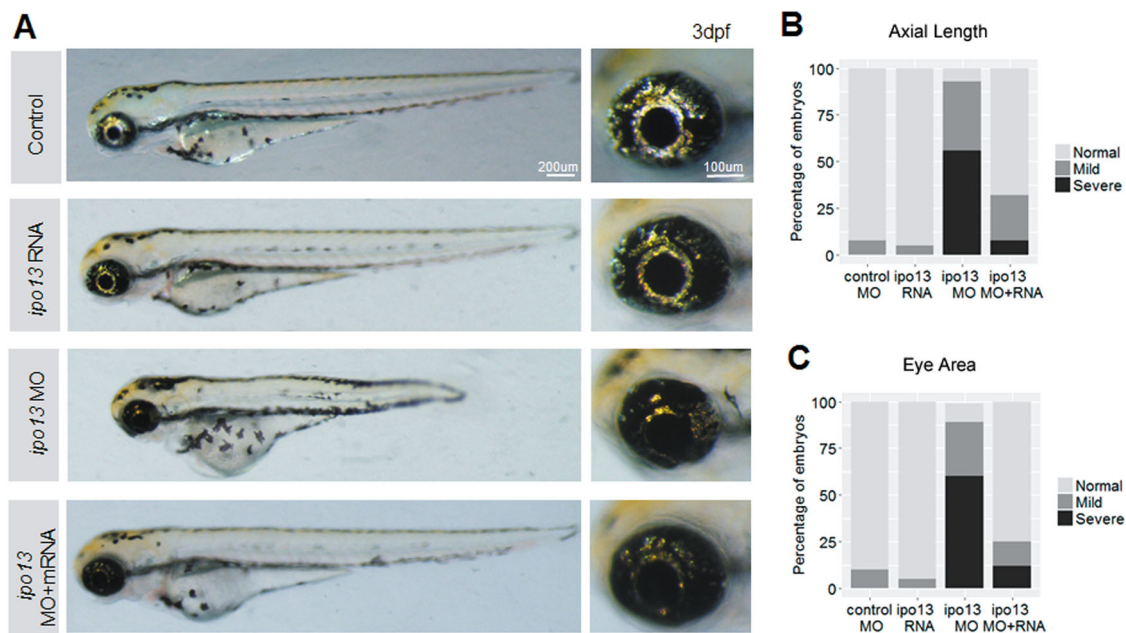 A
3dpf
Control
200um
100um
ipo13 RNA
ipo13 MO
ipo13
MO+mRNA
B
Axial Length
Percentage of embryos
100
75
50
25
0
control
MO
ipo13
RNA
ipo13
MO
ipo13
MO+RNA
Normal
Mild
Severe
C
Eye Area
Percentage of embryos
100
75
50
25
0
control
MO
ipo13
RNA
ipo13
MO
ipo13
MO+RNA
Normal
Mild
Severe